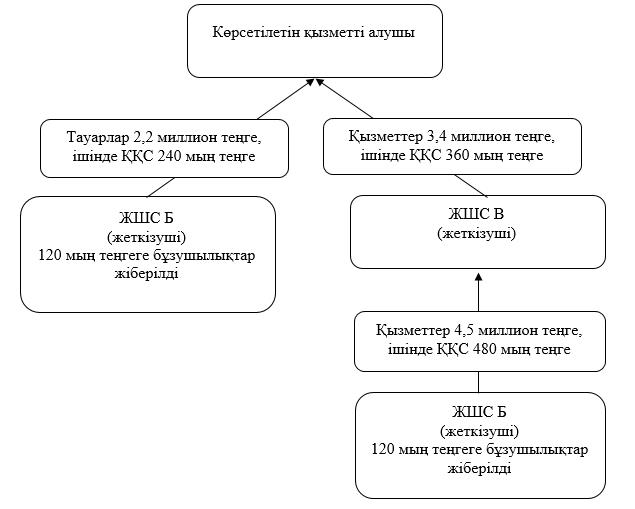 Көрсетілетін қызметті алушы
Тауарлар 2,2 миллион теңге,
ішінде ҚҚС 240 мың теңге
Қызметтер 3,4 миллион теңге,
ішінде ҚҚС 360 мың теңге
ЖШС Б
(жеткізуші)
120 мың теңгеге бұзушылықтар
жіберілді
ЖШС В
(жеткізуші)
Қызметтер 4,5 миллион теңге,
ішінде ҚҚС 480 мың теңге
ЖШС Б
(жеткізуші)
120 мың теңгеге бұзушылықтар
жіберілді